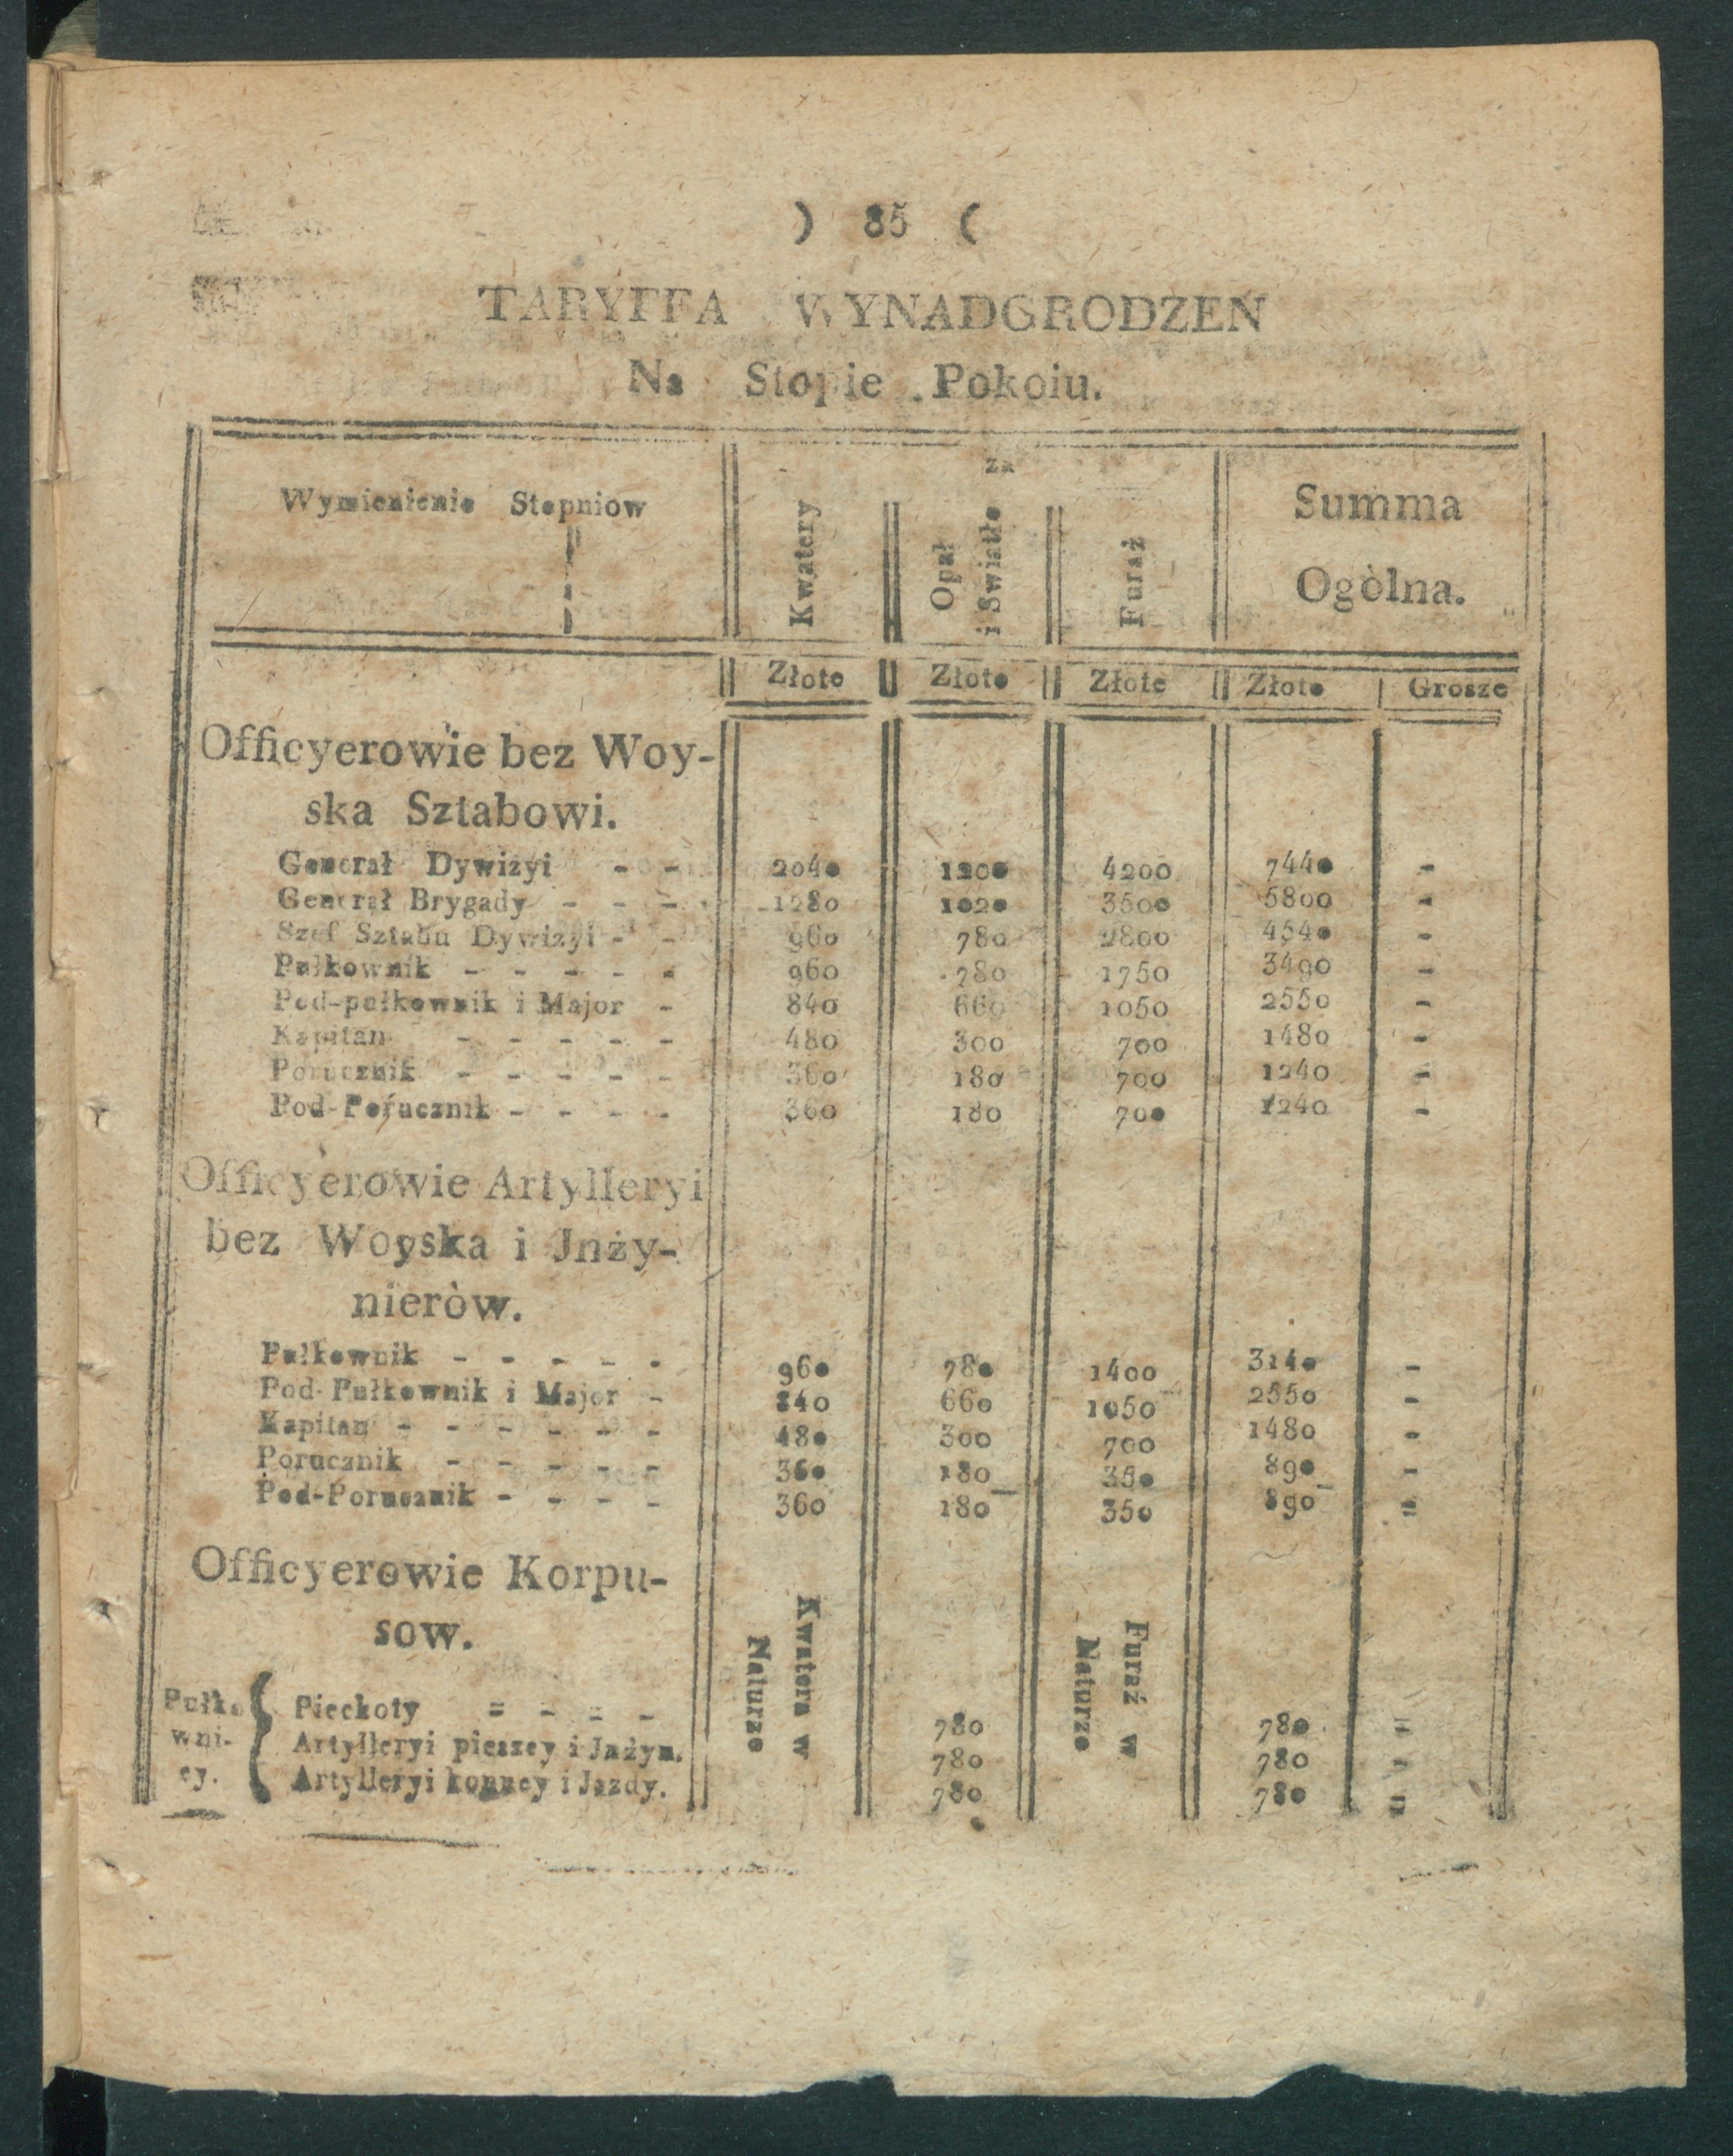 ) 85 (
TARYFFA WYNADGRODZEŃ
Na Stopie Pokoiu.
Wymienienie Stopniow
za
Kwatery
Opał
i Swiatło
Furaż
Summa
Ogòlna.
Złote Złote Złote Złote Grosze
Officyerowie bez Woy-
ska Sztabowi.
Generał Dywizyi - - 2040 1200 4200 7440 -
Generał Brygady - - - 1280 1020 3500 5800 -
Szef Sztabu Dywizyi - - 960 780 2800 4540 -
Pułkownik - - - - - 960 780 1750 3490 -
Pod-pułkownik i Major - 840 660 1050 2550 -
Kapitan - - - - - 480 300 700 1480 -
Porucznik - - - - - 360 180 700 1240 -
Pod-Porucznik - - - - 360 180 700 1240 -
Officyerowie Artylleryi
bez Woyska i Jnży-
nieròw.
Pułkownik - - - - - 960 780 1400 3140 -
Pod-Pułkownik i Major - 840 660 1050 2550 -
Kapitan - - - - - - 480 300 700 1480 -
Porucznik - - - - - 360 180 350 890 -
Pod-Porucznik - - - - 360 180 350 890 =
Officyerowie Korpu-
sow.
Kwatera w
Naturze
Furaż w
Naturze
Pułko
wni-
cy.
Piechoty = - = - 780 780 =
Artylleryi pieszey i Jnżyn. 780 780 -
Artylleryi konney i Jazdy. 780 780 =